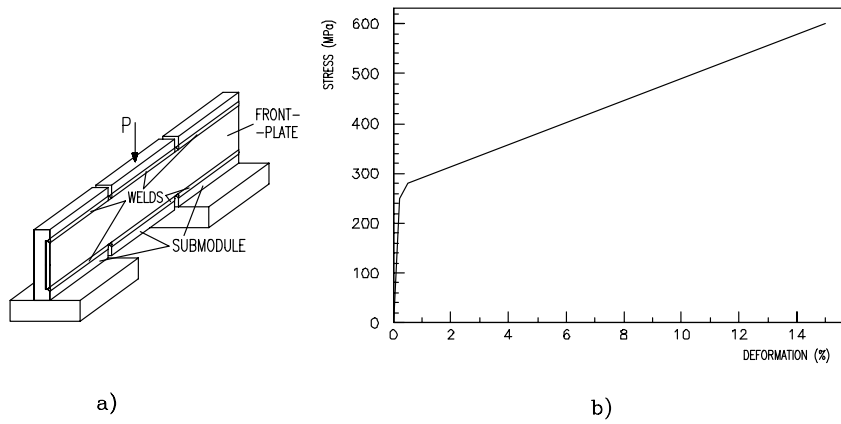 P
FRONT-
-PLATE
WELDS
SUBMODULE
a)
STRESS (MPa)
600
500
400
300
200
100
0
0 2 4 6 8 10 12 14
DEFORMATION (%)
b)